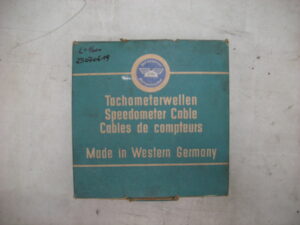 Tachometerwellen
Speedometer Cable
Cables de compteurs
Made in Western Germany